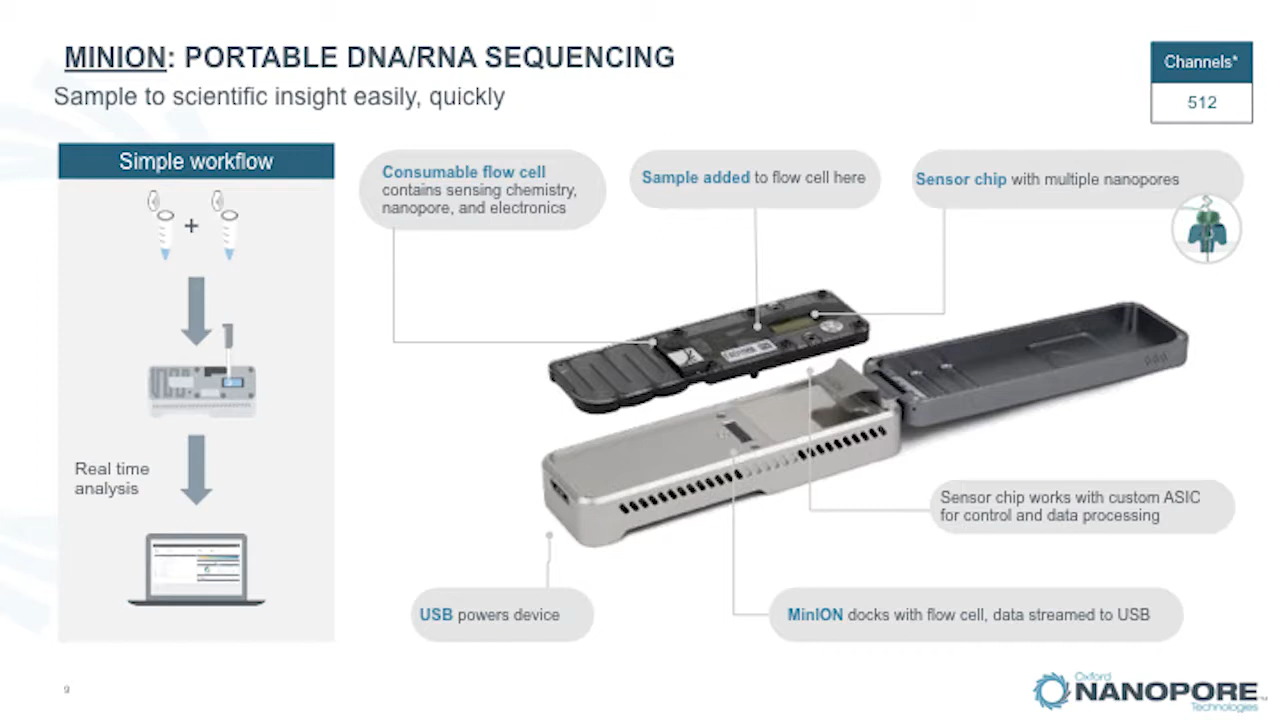 MINION: PORTABLE DNA/RNA SEQUENCING
Sample to scientific insight easily, quickly
Channels*
512
Simple workflow
+
Real time
analysis
Consumable flow cell
contains sensing chemistry,
nanopore, and electronics
Sample added to flow cell here
Sensor chip with multiple nanopores
Sensor chip works with custom ASIC
for control and data processing
USB powers device
MinION docks with flow cell, data streamed to USB
9
Oxford
NANOPORE
Technologies